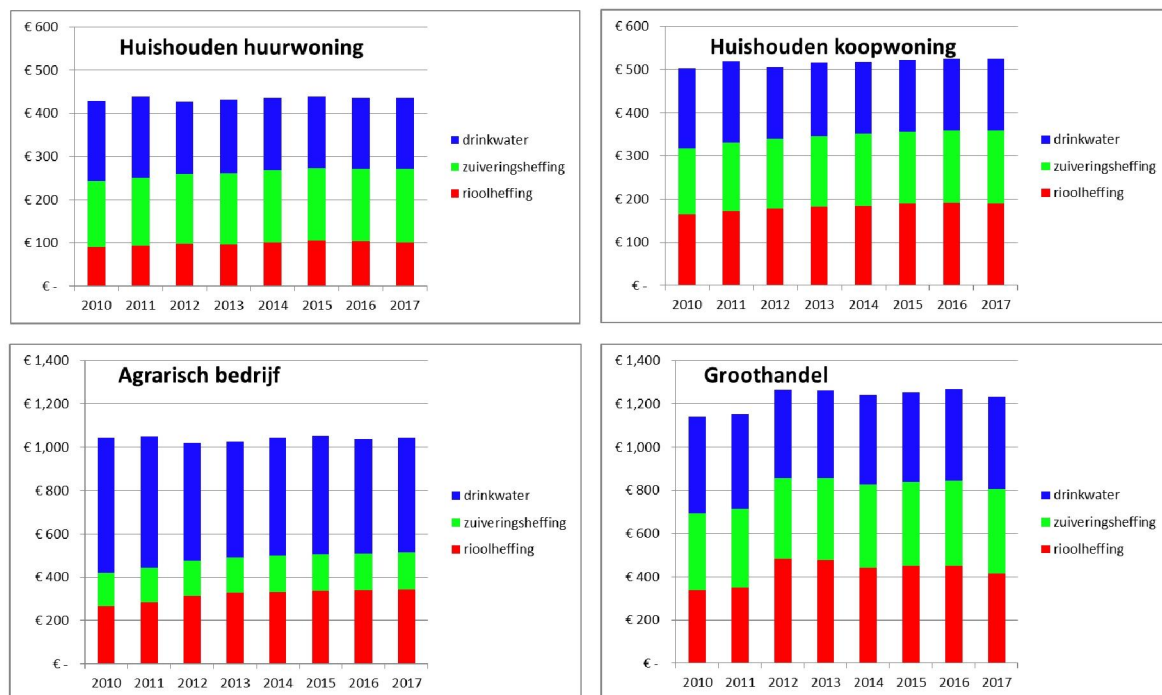 Huishouden huurwoning
€ 600
€ 500
€ 400
€ 300
€ 200
€ 100
€ -
2010 2011 2012 2013 2014 2015 2016 2017
drinkwater
zuiveringsheffing
rioolheffing
Huishouden koopwoning
€ 600
€ 500
€ 400
€ 300
€ 200
€ 100
€ -
2010 2011 2012 2013 2014 2015 2016 2017
drinkwater
zuiveringsheffing
rioolheffing
Agrarisch bedrijf
€ 1,400
€ 1,200
€ 1,000
€ 800
€ 600
€ 400
€ 200
€ -
2010 2011 2012 2013 2014 2015 2016 2017
drinkwater
zuiveringsheffing
rioolheffing
Groothandel
€ 1,400
€ 1,200
€ 1,000
€ 800
€ 600
€ 400
€ 200
€ -
2010 2011 2012 2013 2014 2015 2016 2017
drinkwater
zuiveringsheffing
rioolheffing